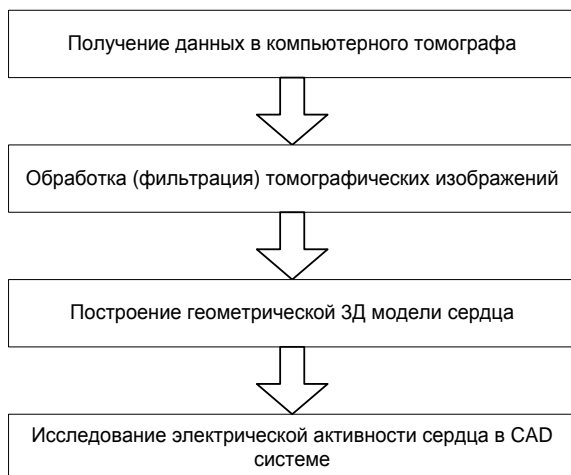 Получение данных в компьютерного томографа
Обработка (фильтрация) томографических изображений
Построение геометрической 3Д модели сердца
Исследование электрической активности сердца в CAD
системе